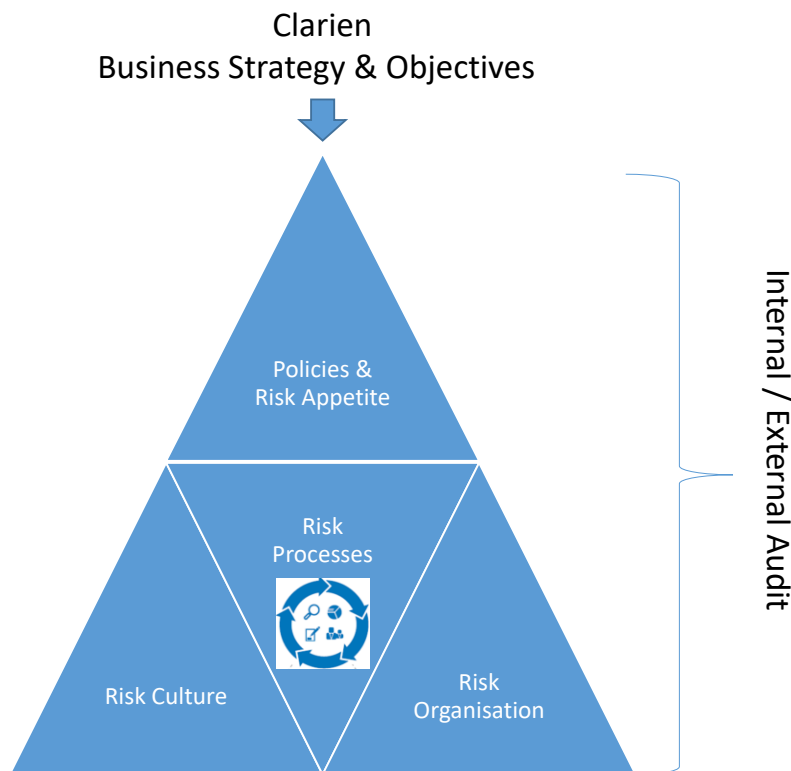 Clarien
Business Strategy & Objectives
Policies &
Risk Appetite
Risk
Processes
Risk Culture
Risk
Organisation
Internal / External Audit